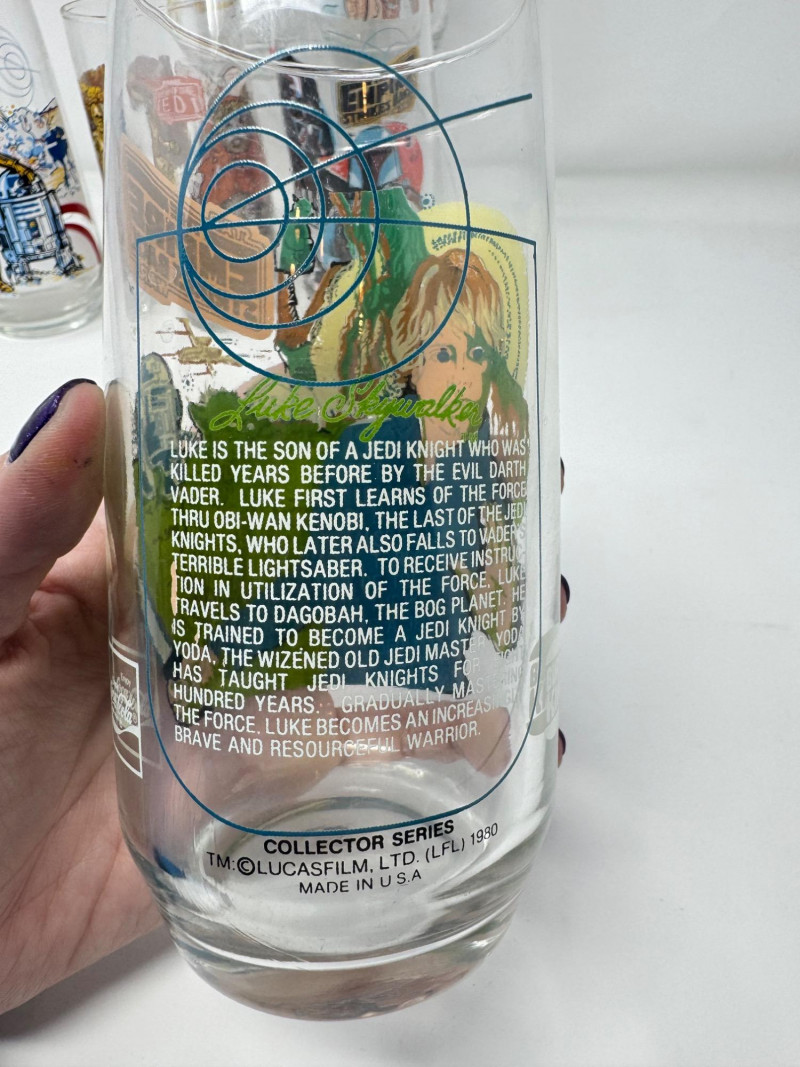 Luke Skywalker
LUKE IS THE SON OF A JEDI KNIGHT WHO WAS
KILLED YEARS BEFORE BY THE EVIL DARTH
VADER. LUKE FIRST LEARNS OF THE FORCE
THRU OBI-WAN KENOBI, THE LAST OF THE JEDI
KNIGHTS, WHO LATER ALSO FALLS TO VADER'S
TERRIBLE LIGHTSABER. TO RECEIVE INSTRUC-
TION IN UTILIZATION OF THE FORCE, LUKE
TRAVELS TO DAGOBAH, THE BOG PLANET. HE
IS TRAINED TO BECOME A JEDI KNIGHT BY
YODA, THE WIZENED OLD JEDI MASTER. YODA
HAS TAUGHT JEDI KNIGHTS FOR
HUNDRED YEARS. GRADUALLY MASTERING
THE FORCE, LUKE BECOMES AN INCREASINGLY
BRAVE AND RESOURCEFUL WARRIOR.
COLLECTOR SERIES
TM:©LUCASFILM, LTD. (LFL) 1980
MADE IN U.S.A